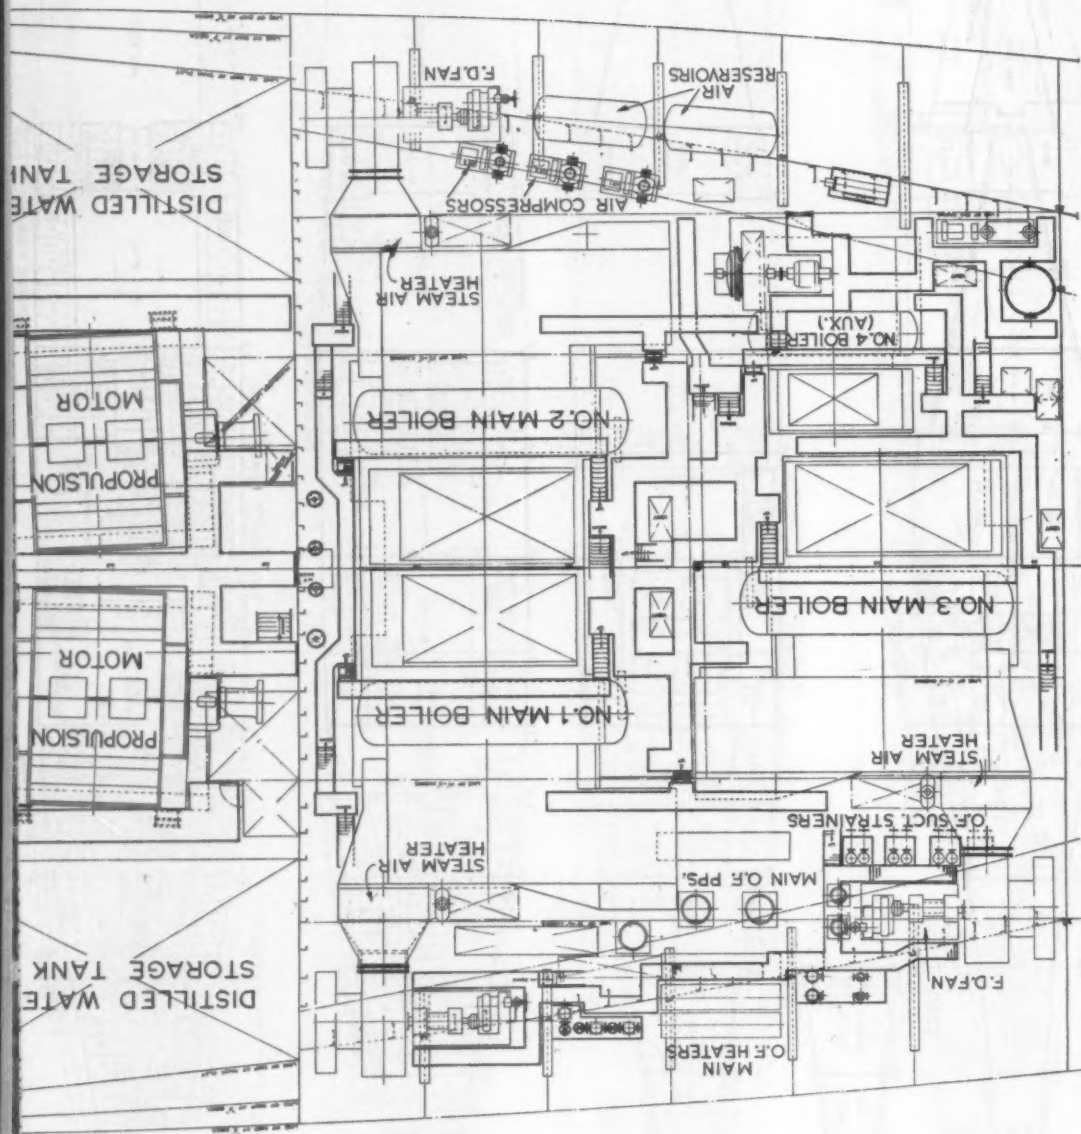 MAIN
O.F. HEATERS
F.D. FAN
DISTILLED WATE
STORAGE TANK
MAIN O.F. PPS.
STEAM AIR
HEATER
O.F. SUCT. STRAINERS
STEAM AIR
HEATER
PROPULSION
MOTOR
NO.1 MAIN BOILER
NO.3 MAIN BOILER
PROPULSION
MOTOR
NO.2 MAIN BOILER
NO.4 BOILER
(AUX.)
STEAM AIR
HEATER
AIR COMPRESSORS
DISTILLED WATE
STORAGE TANK
AIR
RESERVOIRS
F.D. FAN